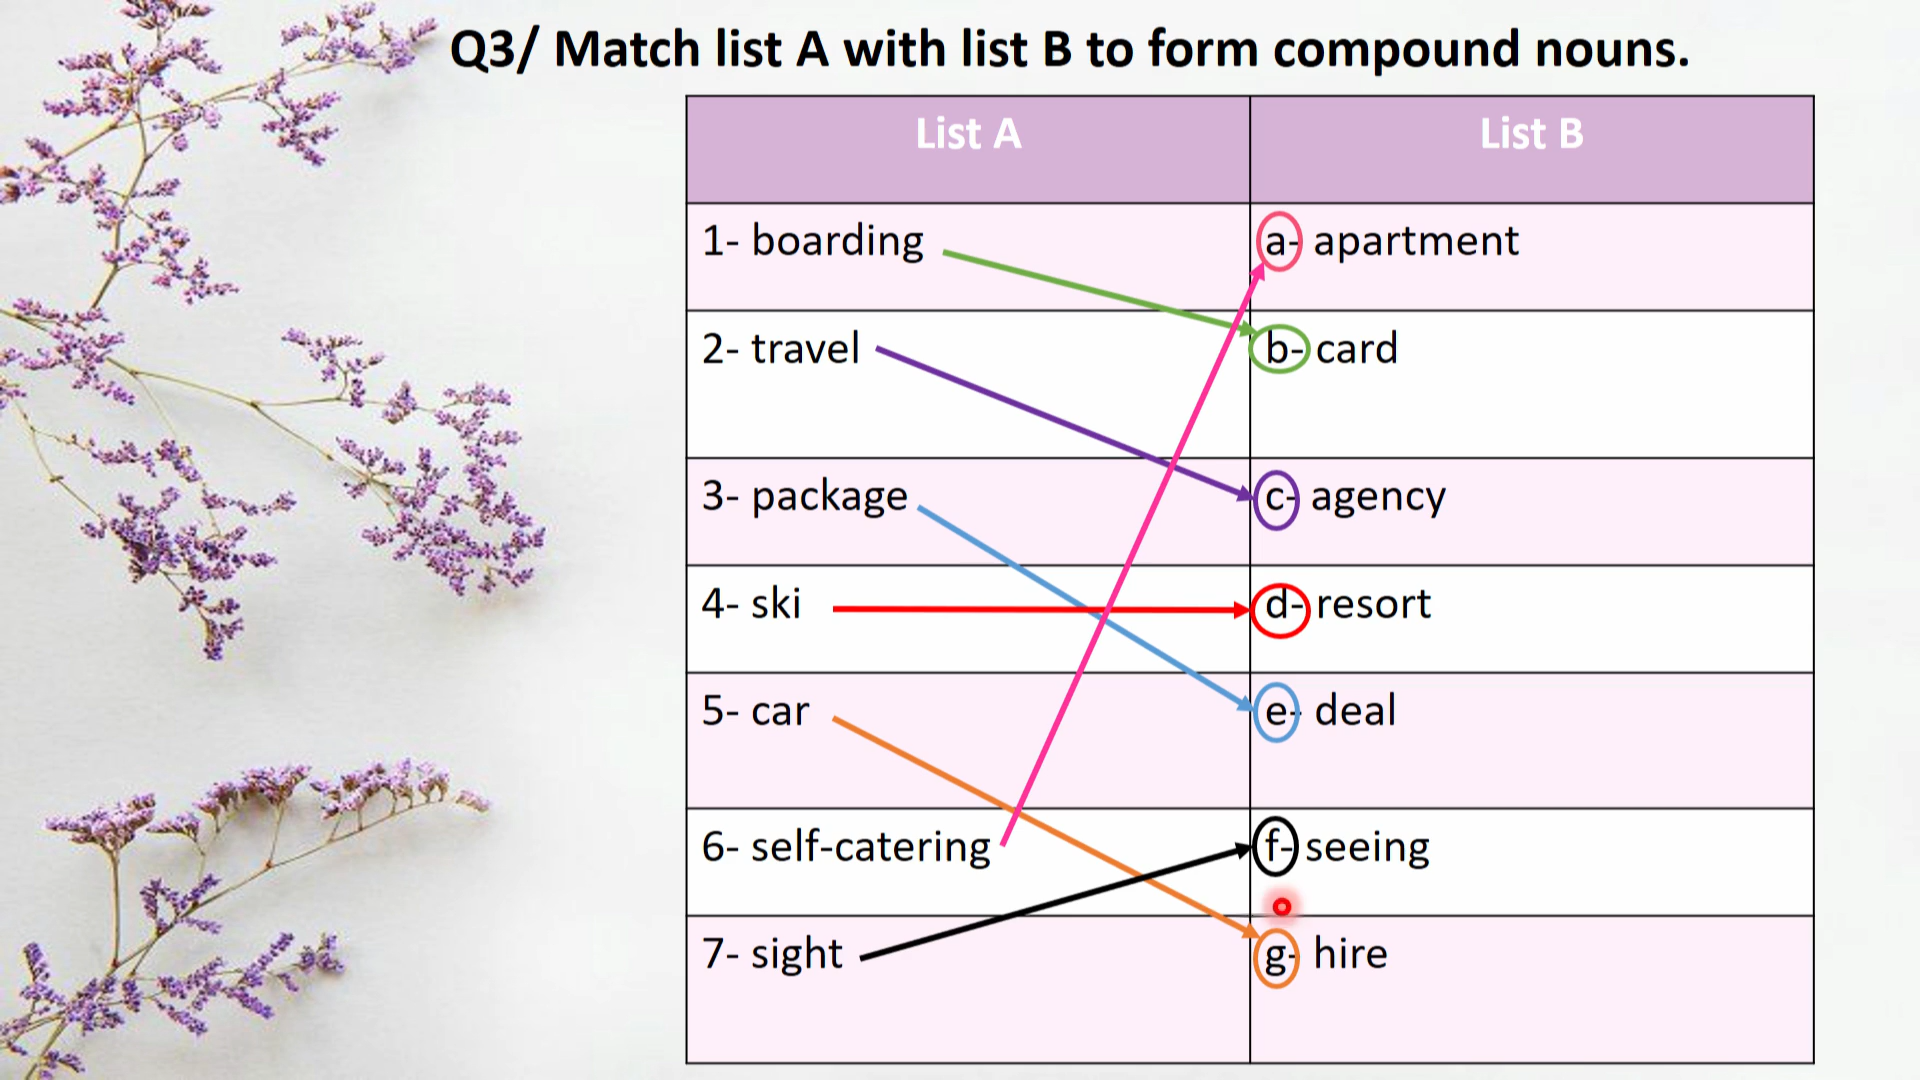 Q3/ Match list A with list B to form compound nouns.
List A List B
1- boarding a- apartment
2- travel b- card
3- package c- agency
4- ski d- resort
5- car e- deal
6- self-catering f- seeing
7- sight g- hire